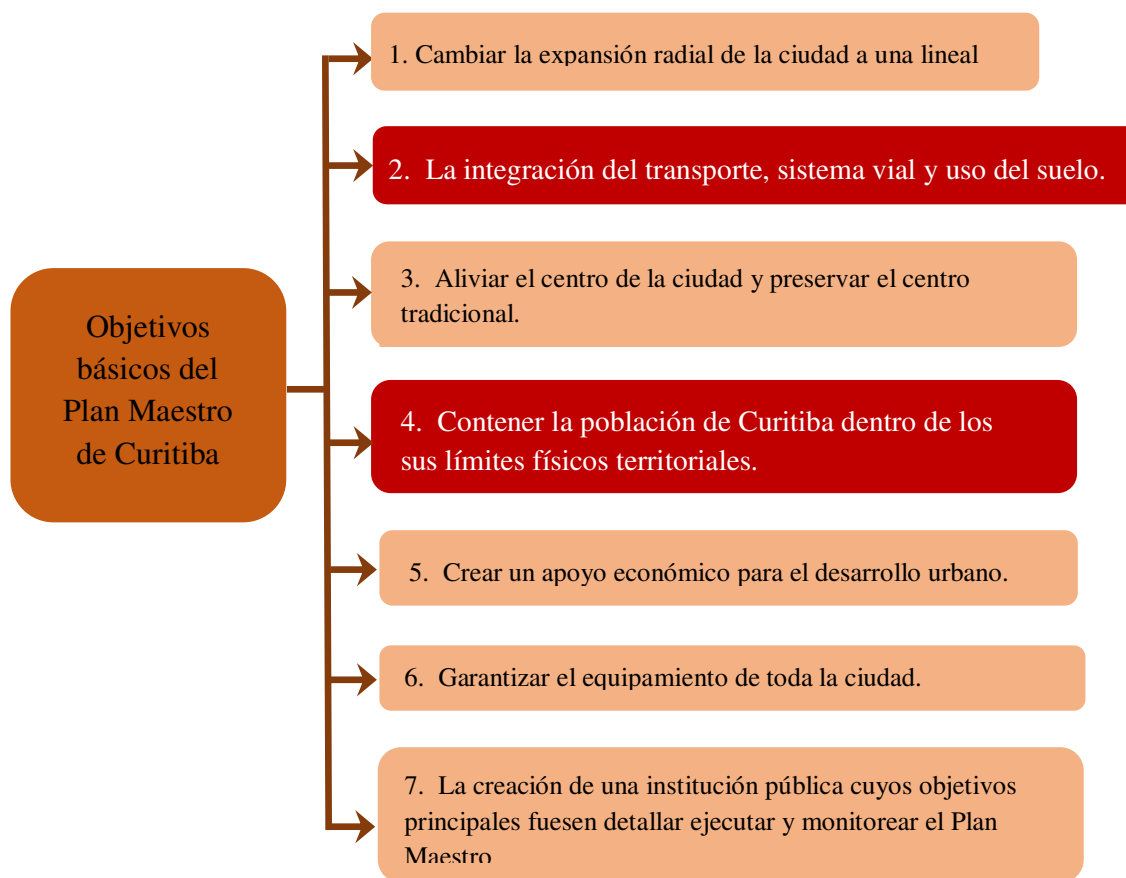 Objetivos
básicos del
Plan Maestro
de Curitiba
1. Cambiar la expansión radial de la ciudad a una lineal
2. La integración del transporte, sistema vial y uso del suelo.
3. Aliviar el centro de la ciudad y preservar el centro
tradicional.
4. Contener la población de Curitiba dentro de los
sus límites físicos territoriales.
5. Crear un apoyo económico para el desarrollo urbano.
6. Garantizar el equipamiento de toda la ciudad.
7. La creación de una institución pública cuyos objetivos
principales fuesen detallar ejecutar y monitorear el Plan
Maestro